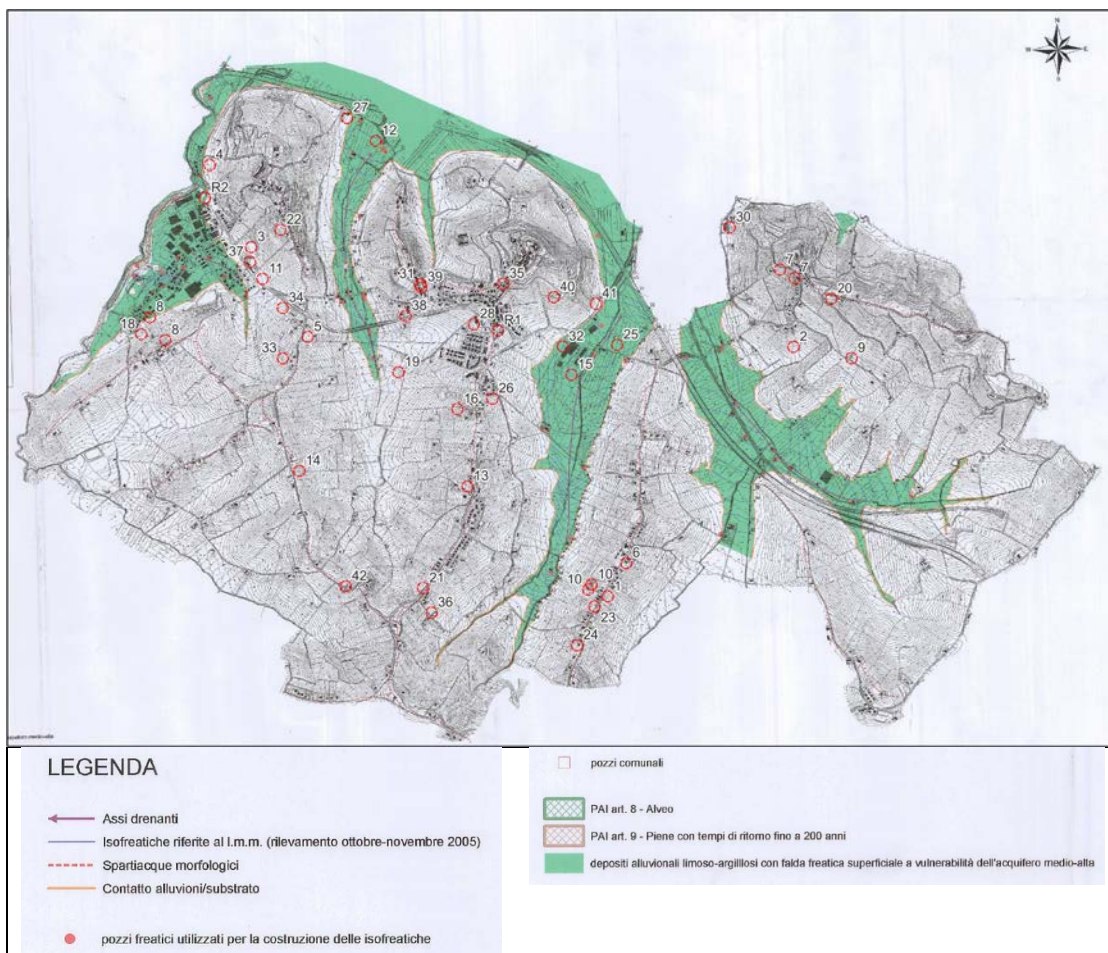 N
W
E
S
27
12
4
R2
22
3
37
11
31
39
35
30
7
7
20
40
41
34
38
28
R1
8
18
8
5
33
32
25
2
9
19
15
26
16
14
13
6
42
21
10
10
1
36
23
24
LEGENDA
Assi drenanti
Isofreatiche riferite al l.m.m. (rilevamento ottobre-novembre 2005)
Spartiacque morfologici
Contatto alluvioni/substrato
pozzi freatici utilizzati per la costruzione delle isofreatiche
pozzi comunali
PAI art. 8 - Alveo
PAI art. 9 - Piene con tempi di ritorno fino a 200 anni
depositi alluvionali limoso-argillosi con falda freatica superficiale a vulnerabilità dell'acquifero medio-alta